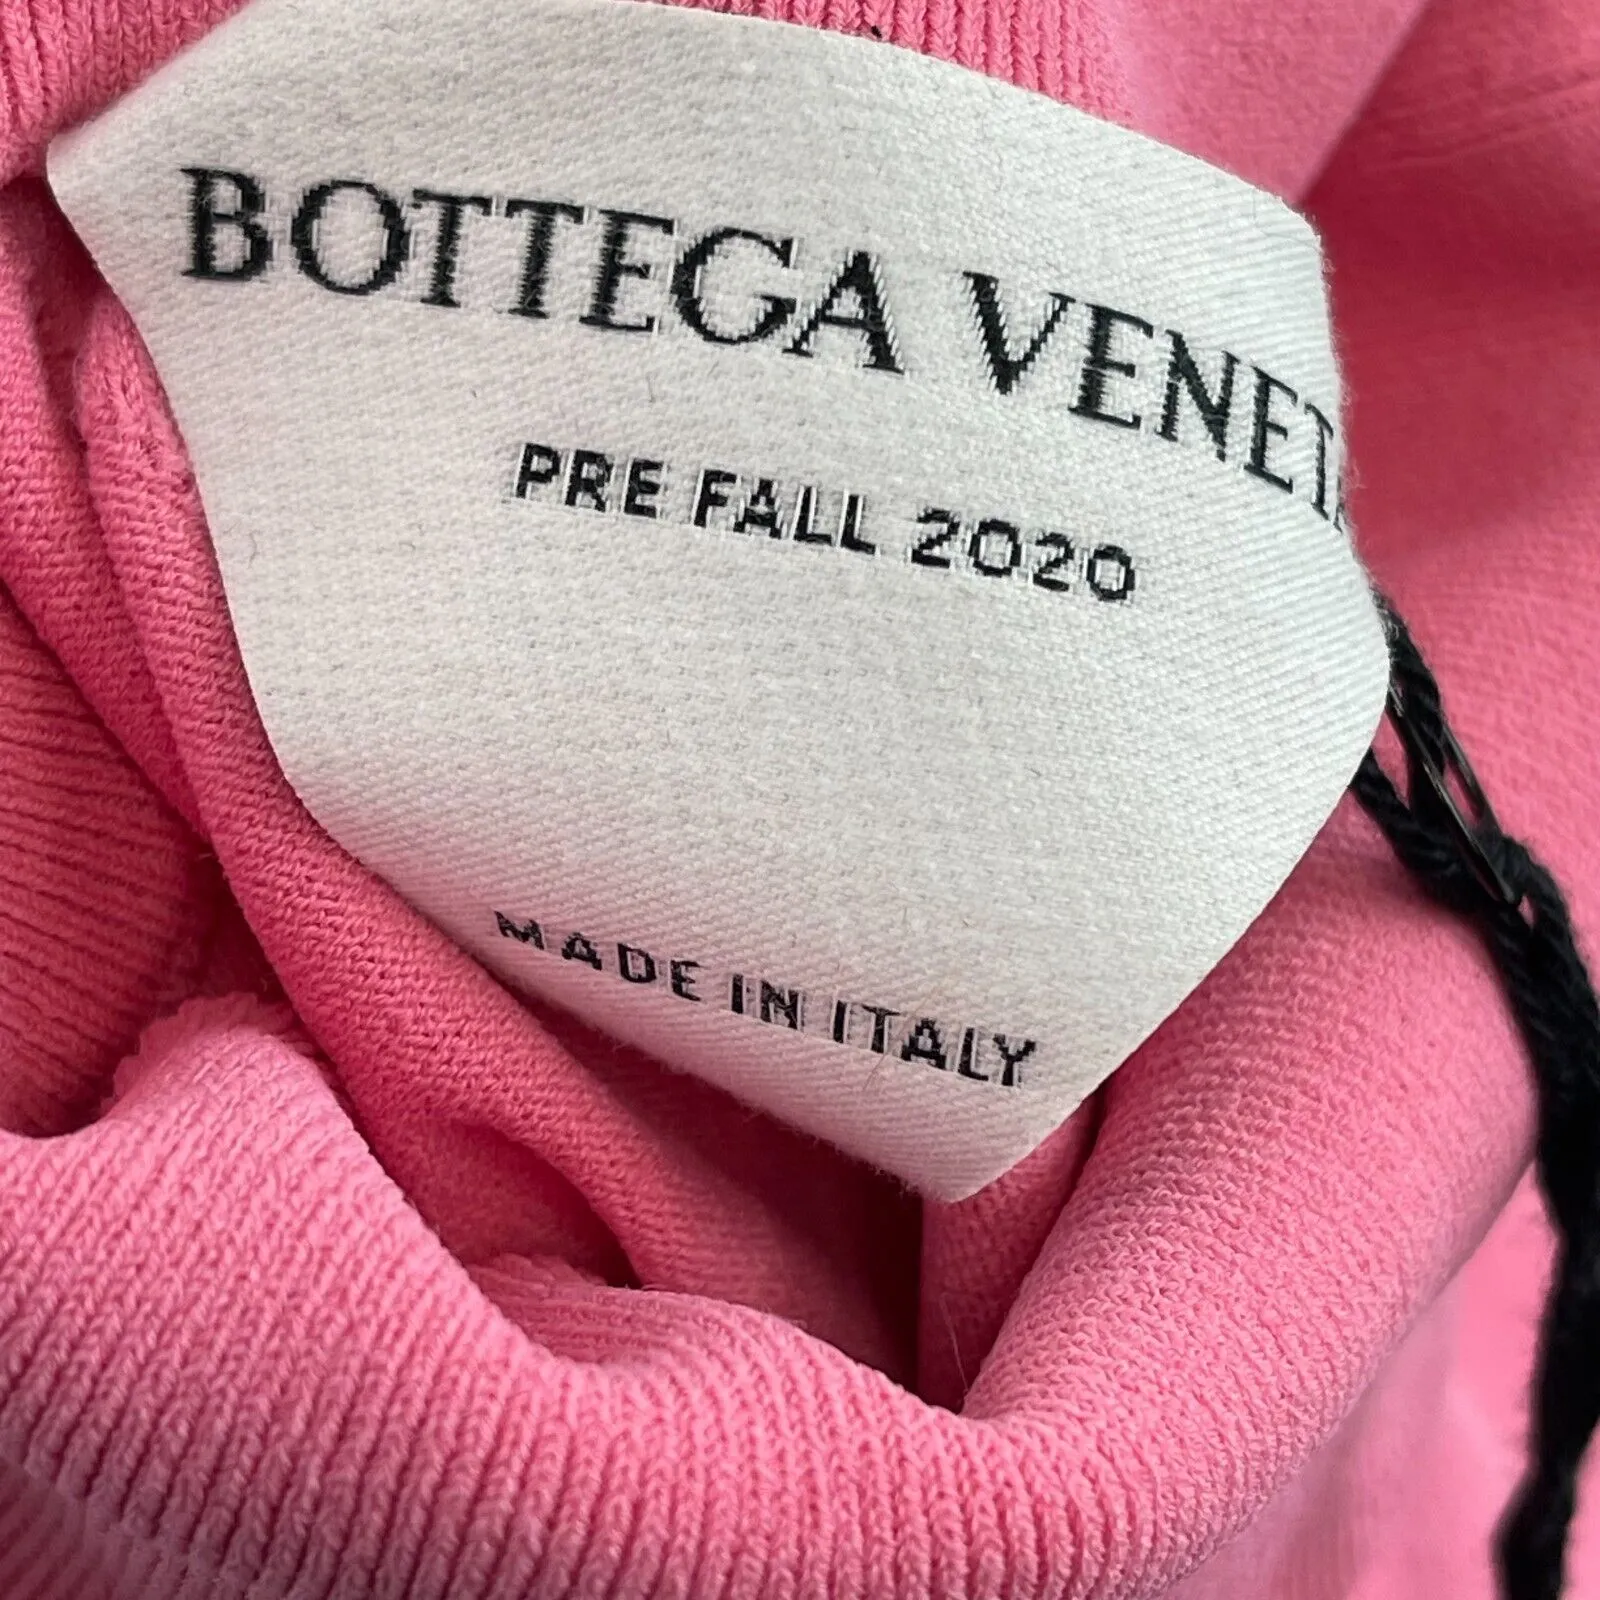 BOTTEGA VENETA
PRE FALL 2020
MADE IN ITALY